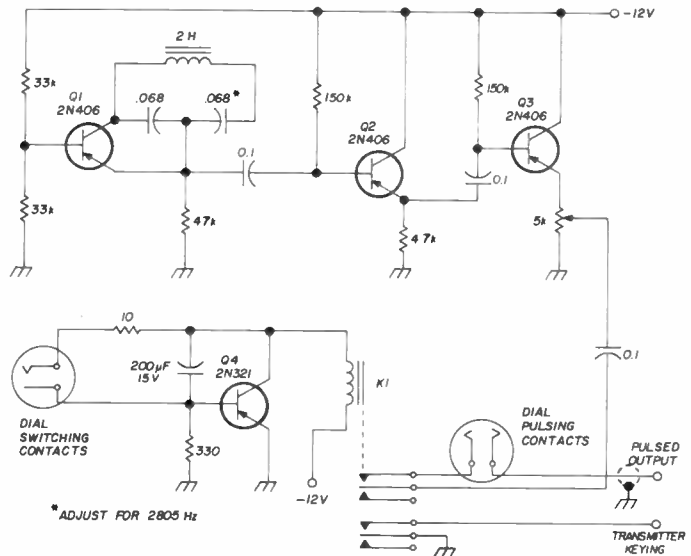 -12V
2 H
33k
Q1
2N406
.068
.068*
150k
150k
Q3
2N406
Q2
2N406
0.1
0.1
33k
47k
4.7k
5k
10
200µF
15V
Q4
2N321
K1
0.1
DIAL
SWITCHING
CONTACTS
330
-12V
DIAL
PULSING
CONTACTS
PULSED
OUTPUT
*ADJUST FOR 2805 Hz
TRANSMITTER
KEYING